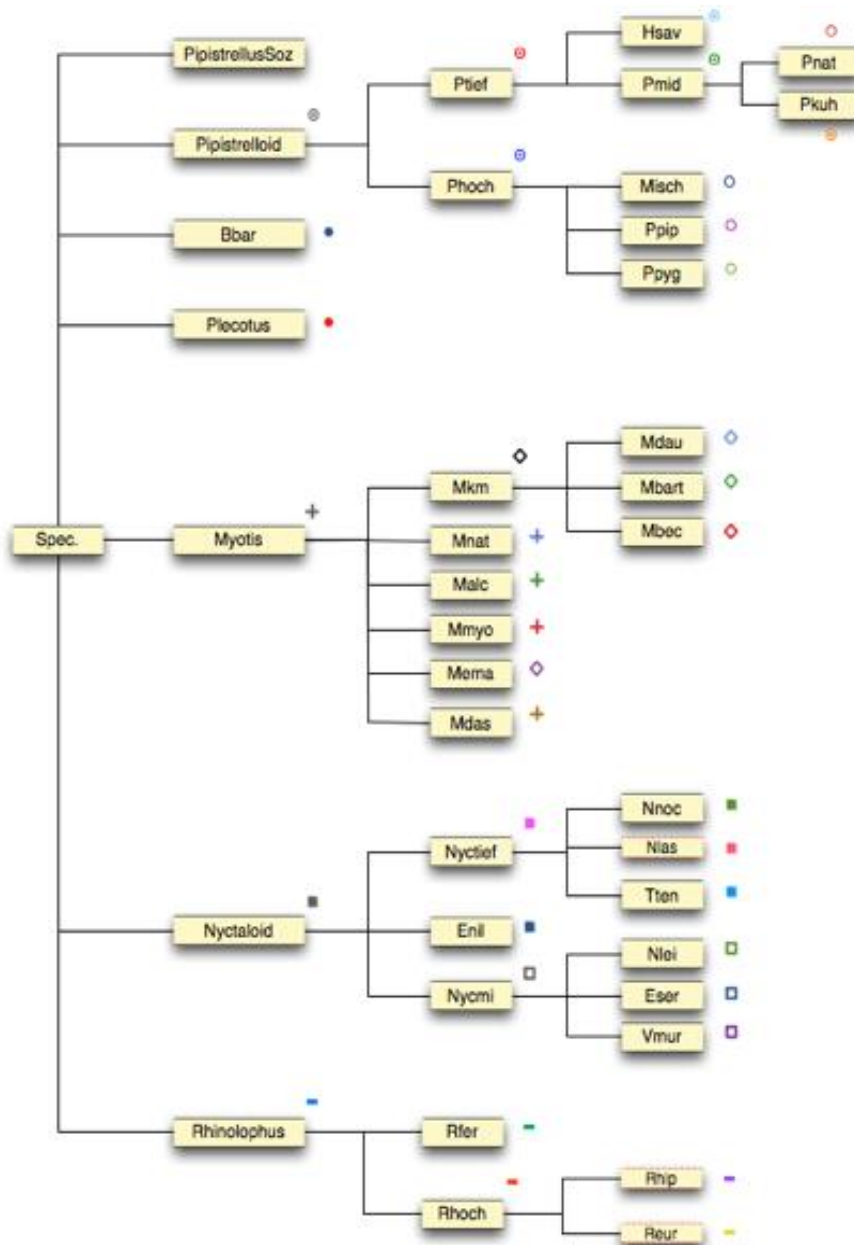 Hsav
PipistrellusSoz
Pnat
Ptief
Pmid
Pkuh
Pipistrelloid
Phoch
Misch
Bbar
Ppip
Ppyg
Plecotus
Mdau
Mkm
Mbart
Spec.
Myotis
Mnat
Mbec
Malc
Mmyo
Mema
Mdas
Nnoc
Nyctief
Nlas
Tten
Nyctaloid
Enil
Nlei
Nycmi
Eser
Vmur
Rhinolophus
Rfer
Rhip
Rhoch
Reur